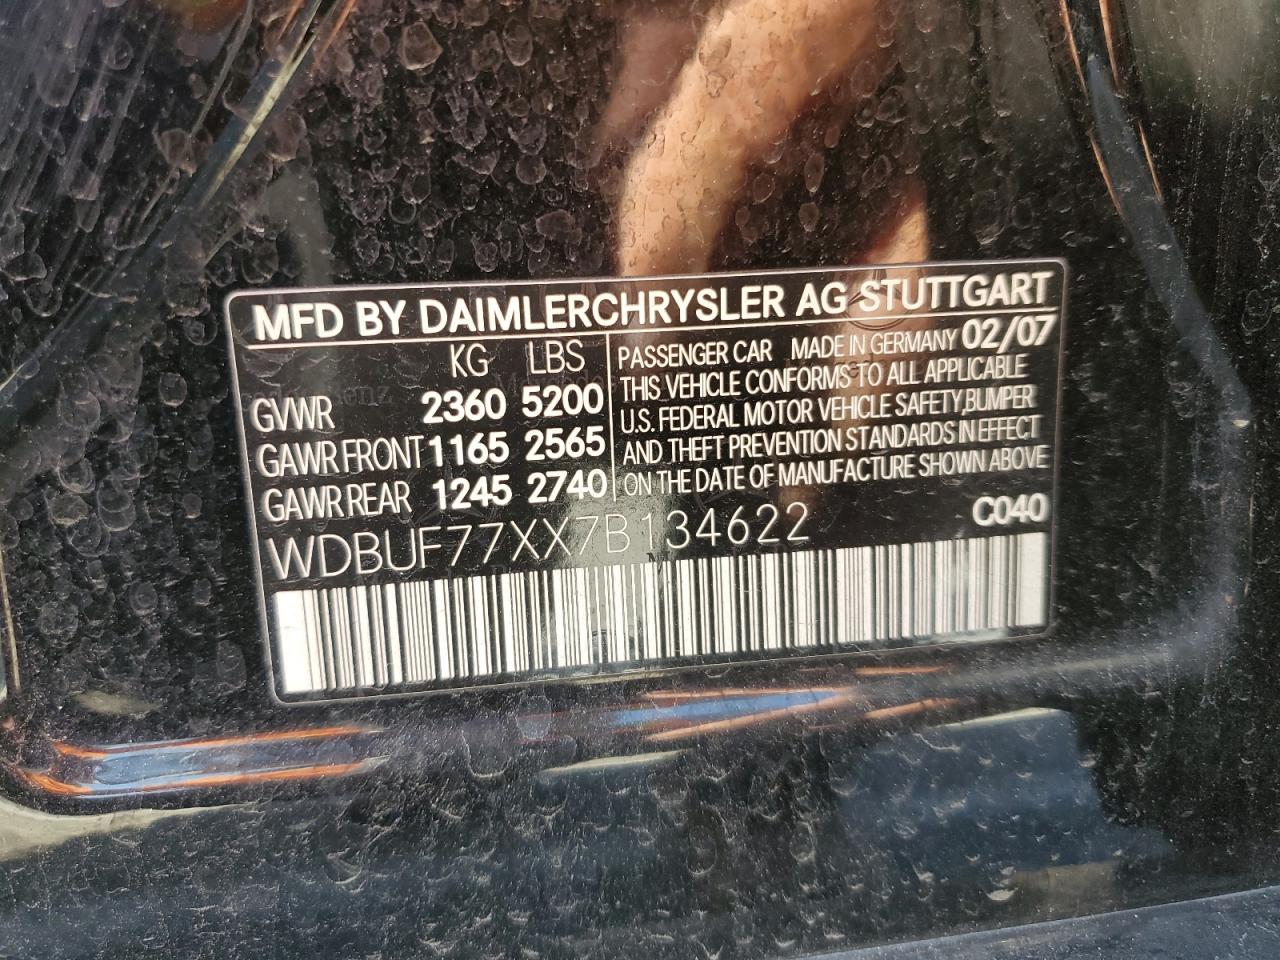 MFD BY DAIMLERCHRYSLER AG STUTTGART
KG LBS
GVWR 2360 5200
GAWR FRONT 1165 2565
GAWR REAR 1245 2740
PASSENGER CAR MADE IN GERMANY 02/07
THIS VEHICLE CONFORMS TO ALL APPLICABLE
U.S. FEDERAL MOTOR VEHICLE SAFETY,BUMPER
AND THEFT PREVENTION STANDARDS IN EFFECT
ON THE DATE OF MANUFACTURE SHOWN ABOVE
WDBUF77XX7B134622 C040